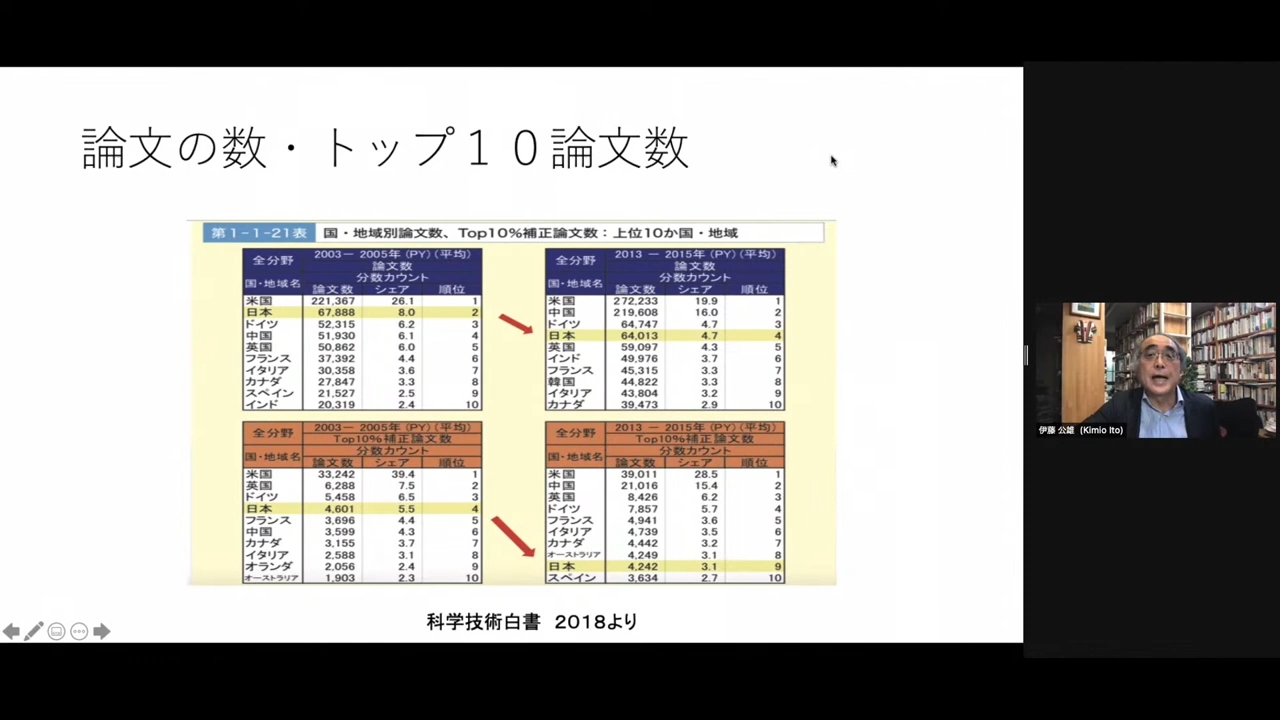 論文の数・トップ１０論文数
第1-1-21表 国・地域別論文数、Top10%補正論文数：上位10か国・地域
全分野 2003－2005年 (PY) (平均)
論文数
分数カウント
国・地域名 論文数 シェア 順位
米国 221,367 26.1 1
日本 67,888 8.0 2
ドイツ 52,315 6.2 3
中国 51,930 6.1 4
英国 50,862 6.0 5
フランス 37,392 4.4 6
イタリア 30,358 3.6 7
カナダ 27,847 3.3 8
スペイン 21,527 2.5 9
インド 20,319 2.4 10
全分野 2013－2015年 (PY) (平均)
論文数
分数カウント
国・地域名 論文数 シェア 順位
米国 272,233 19.9 1
中国 219,608 16.0 2
ドイツ 64,747 4.7 3
日本 64,013 4.7 4
英国 59,097 4.3 5
インド 49,976 3.7 6
フランス 45,315 3.3 7
韓国 44,822 3.3 8
イタリア 43,804 3.2 9
カナダ 39,473 2.9 10
全分野 2003－2005年 (PY) (平均)
Top10%補正論文数
分数カウント
国・地域名 論文数 シェア 順位
米国 33,242 39.4 1
英国 6,288 7.5 2
ドイツ 5,458 6.5 3
日本 4,601 5.5 4
フランス 3,696 4.4 5
中国 3,599 4.3 6
カナダ 3,155 3.7 7
イタリア 2,588 3.1 8
オランダ 2,056 2.4 9
オーストラリア 1,903 2.3 10
全分野 2013－2015年 (PY) (平均)
Top10%補正論文数
分数カウント
国・地域名 論文数 シェア 順位
米国 39,011 28.5 1
中国 21,016 15.4 2
英国 8,426 6.2 3
ドイツ 7,857 5.7 4
フランス 4,941 3.6 5
イタリア 4,739 3.5 6
カナダ 4,442 3.2 7
オーストラリア 4,249 3.1 8
日本 4,242 3.1 9
スペイン 3,634 2.7 10
科学技術白書 2018より
伊藤 公雄 (Kimio Ito)